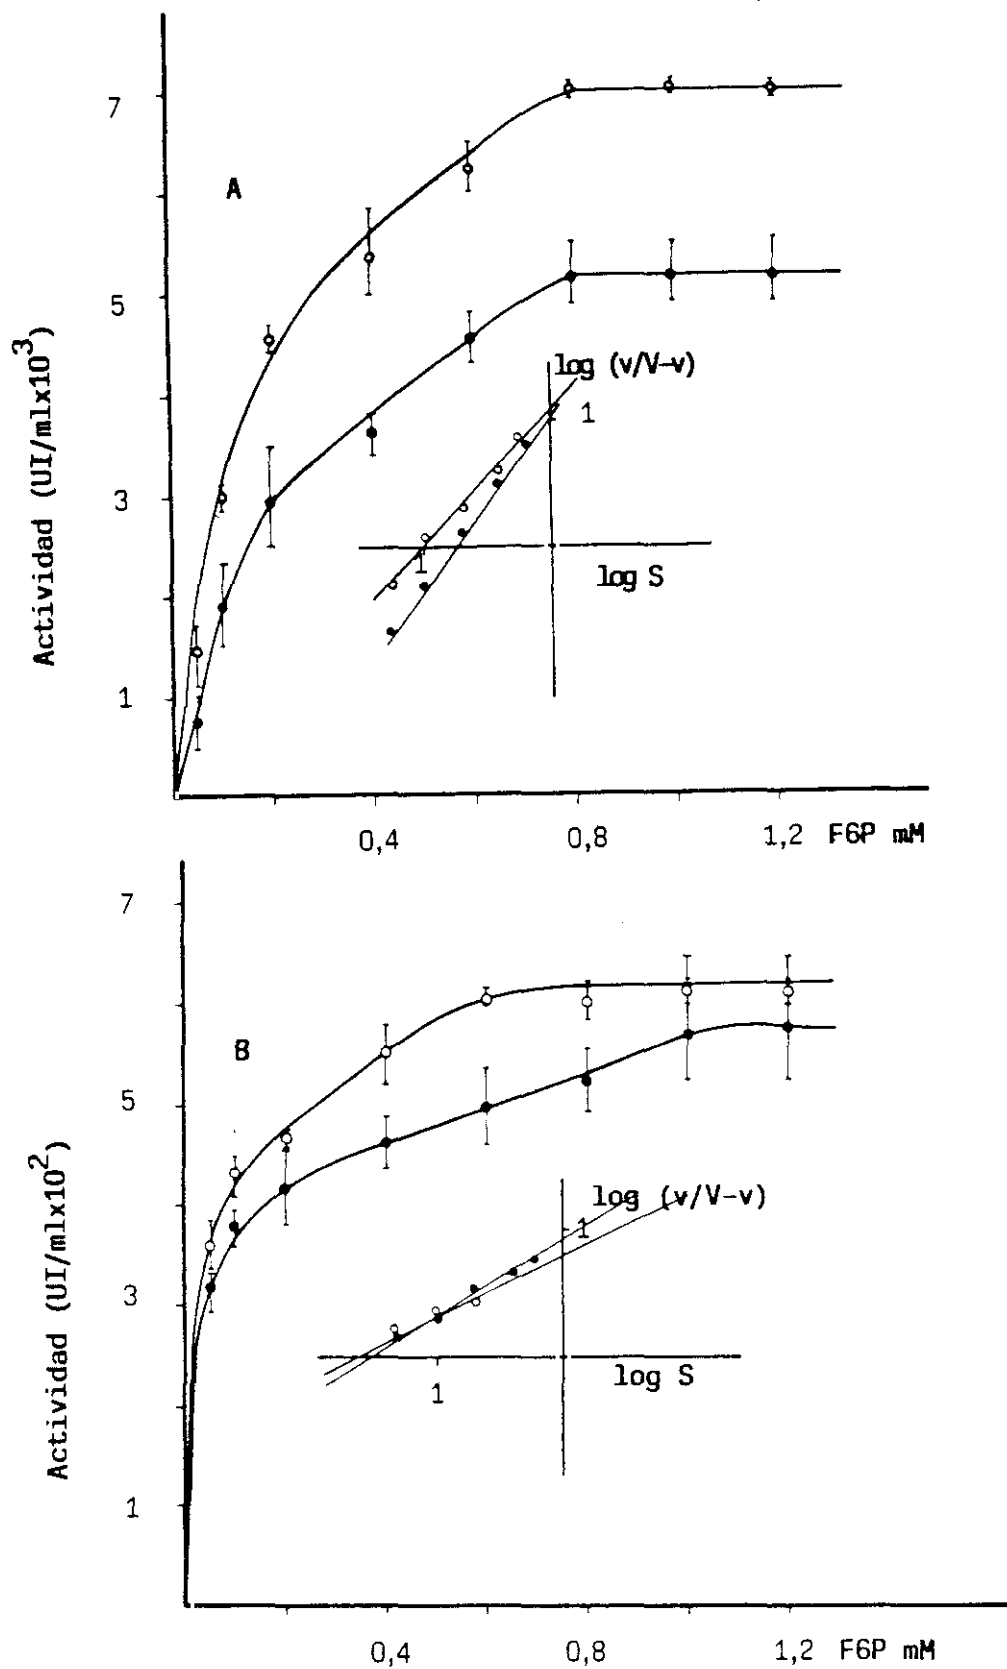 7
A
5
Actividad (UI/mlx10³)
log (v/V-v)
1
3
log S
1
1
0,4
0,8
1,2 F6P mM
7
B
5
Actividad (UI/mlx10²)
log (v/V-v)
1
3
log S
1
1
0,4
0,8
1,2 F6P mM